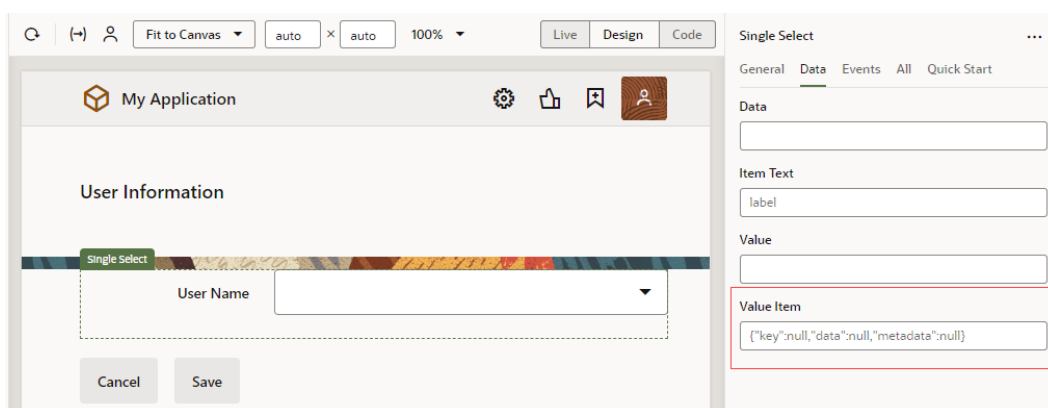 Fit to Canvas
auto × auto
100%
Live Design Code
My Application
User Information
Single Select
User Name
Cancel Save
Single Select
General Data Events All Quick Start
Data
Item Text
label
Value
Value Item
{"key":null,"data":null,"metadata":null}